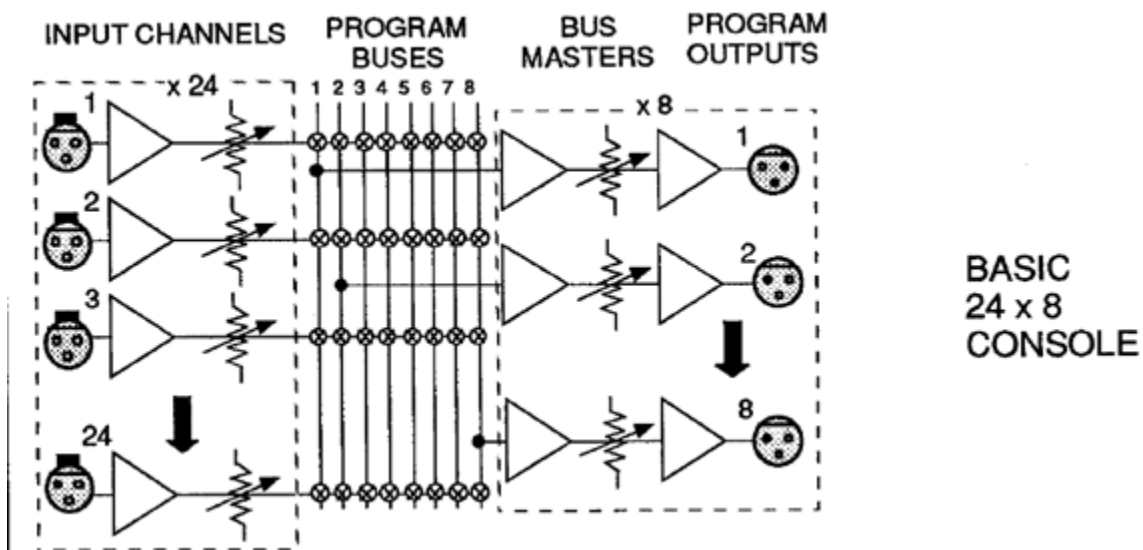 INPUT CHANNELS
PROGRAM
BUSES
BUS
MASTERS
PROGRAM
OUTPUTS
x 24
1 2 3 4 5 6 7 8
x 8
1
2
3
24
1
2
8
BASIC
24 x 8
CONSOLE